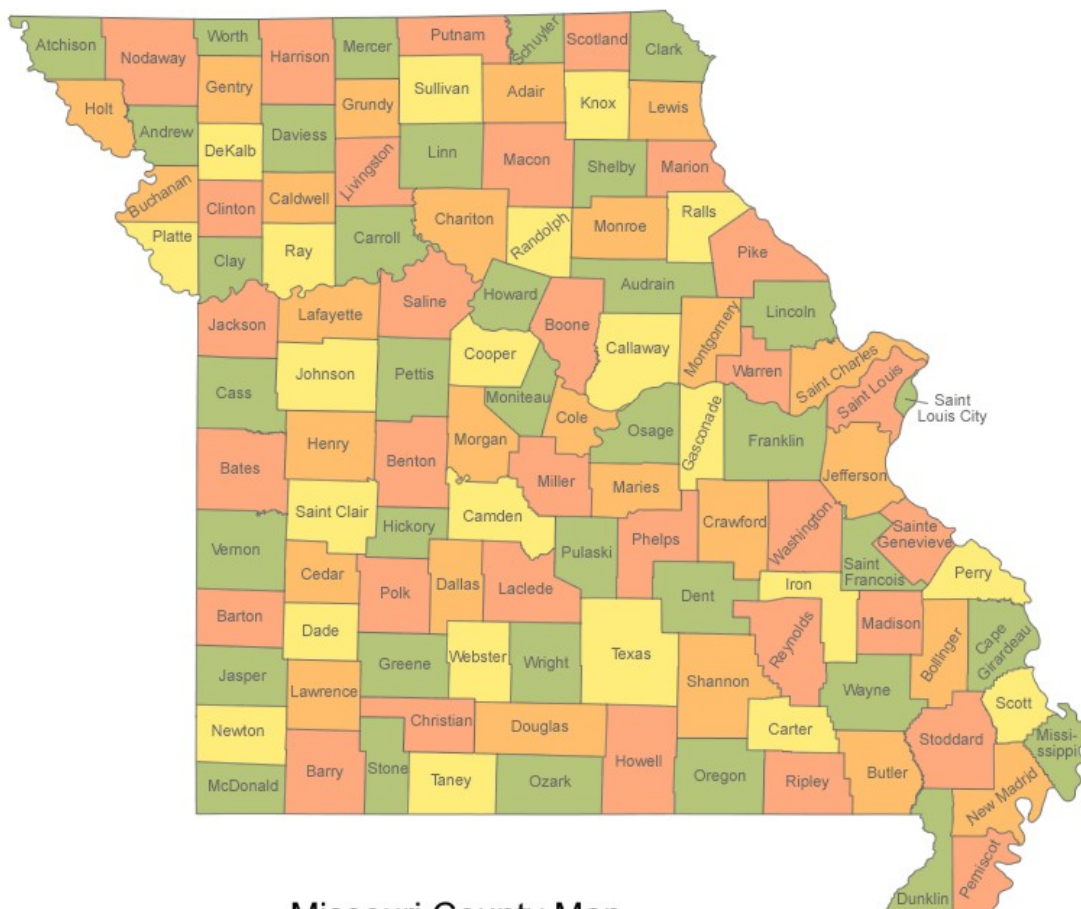 Atchison
Nodaway
Worth
Harrison
Mercer
Putnam
Schuyler
Scotland
Clark
Holt
Gentry
Grundy
Sullivan
Adair
Knox
Lewis
Andrew
DeKalb
Daviess
Livingston
Linn
Macon
Shelby
Marion
Buchanan
Clinton
Caldwell
Chariton
Randolph
Monroe
Ralls
Platte
Clay
Ray
Carroll
Pike
Audrain
Jackson
Lafayette
Saline
Howard
Boone
Callaway
Montgomery
Lincoln
Cass
Johnson
Pettis
Cooper
Moniteau
Cole
Warren
Saint Charles
Saint Louis
Saint
Louis City
Bates
Henry
Benton
Morgan
Miller
Osage
Gasconade
Franklin
Jefferson
Maries
Vernon
Saint Clair
Hickory
Camden
Pulaski
Phelps
Crawford
Washington
Sainte
Genevieve
Saint
Francois
Perry
Barton
Cedar
Polk
Dallas
Laclede
Dent
Iron
Madison
Bollinger
Cape
Girardeau
Jasper
Dade
Greene
Webster
Wright
Texas
Shannon
Reynolds
Wayne
Scott
Newton
Lawrence
Christian
Douglas
Howell
Carter
Stoddard
Missi-
ssippi
McDonald
Barry
Stone
Taney
Ozark
Oregon
Ripley
Butler
New Madrid
Dunklin
Pemiscot
Missouri County Map